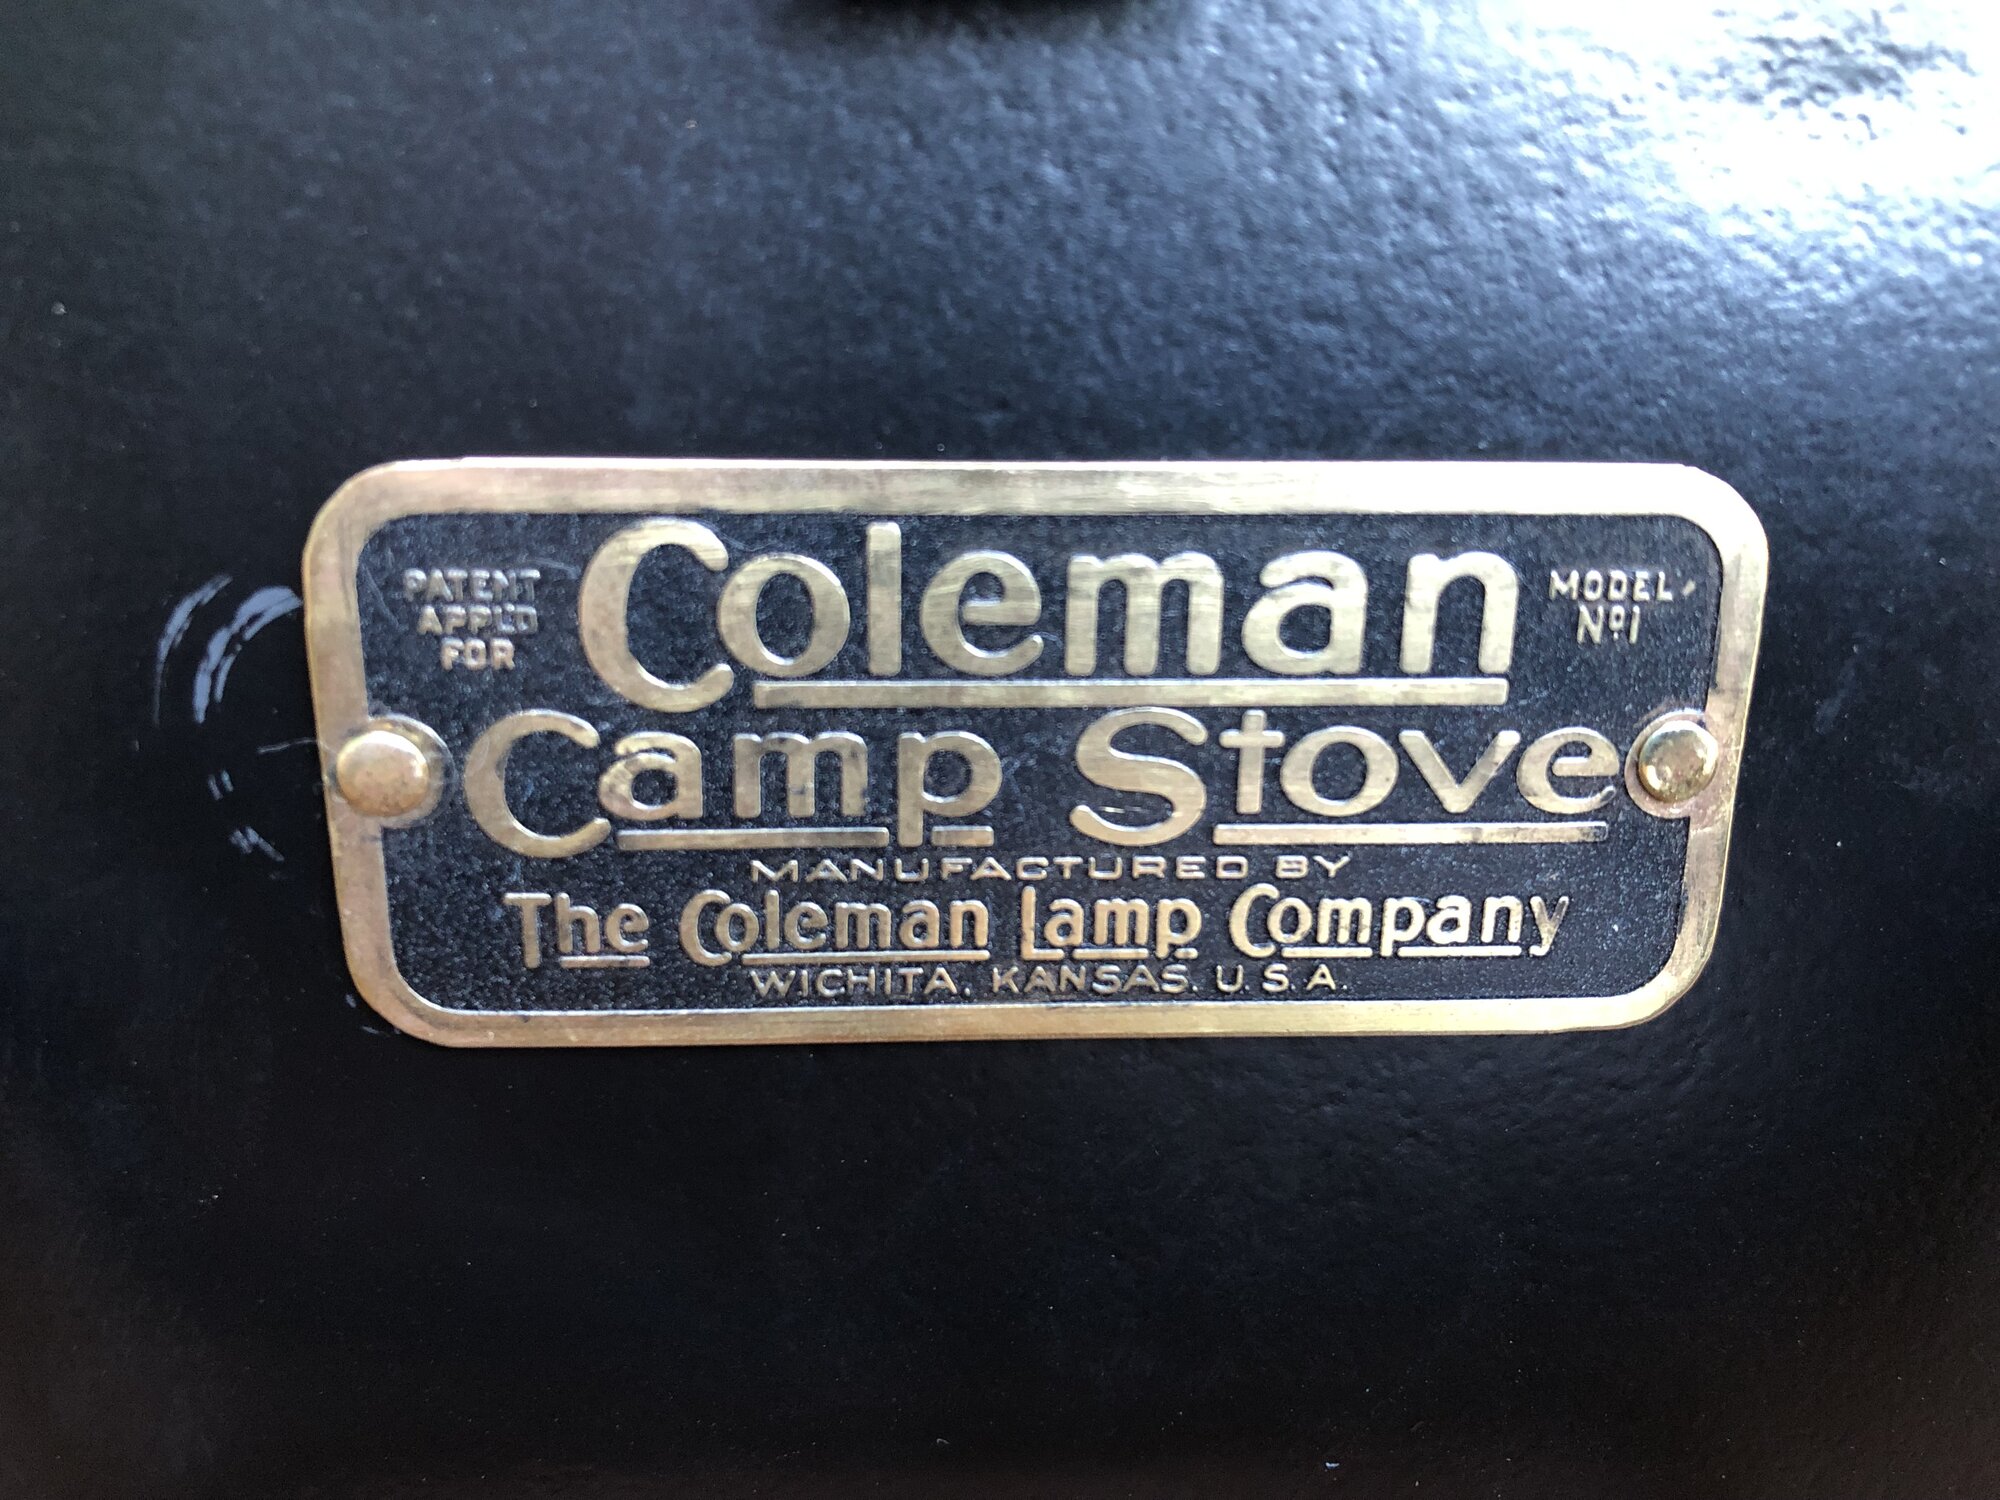 Coleman
PATENT
APPL'D
FOR
MODEL
Nº1
Camp Stove
MANUFACTURED BY
The Coleman Lamp Company
WICHITA, KANSAS. U.S.A.